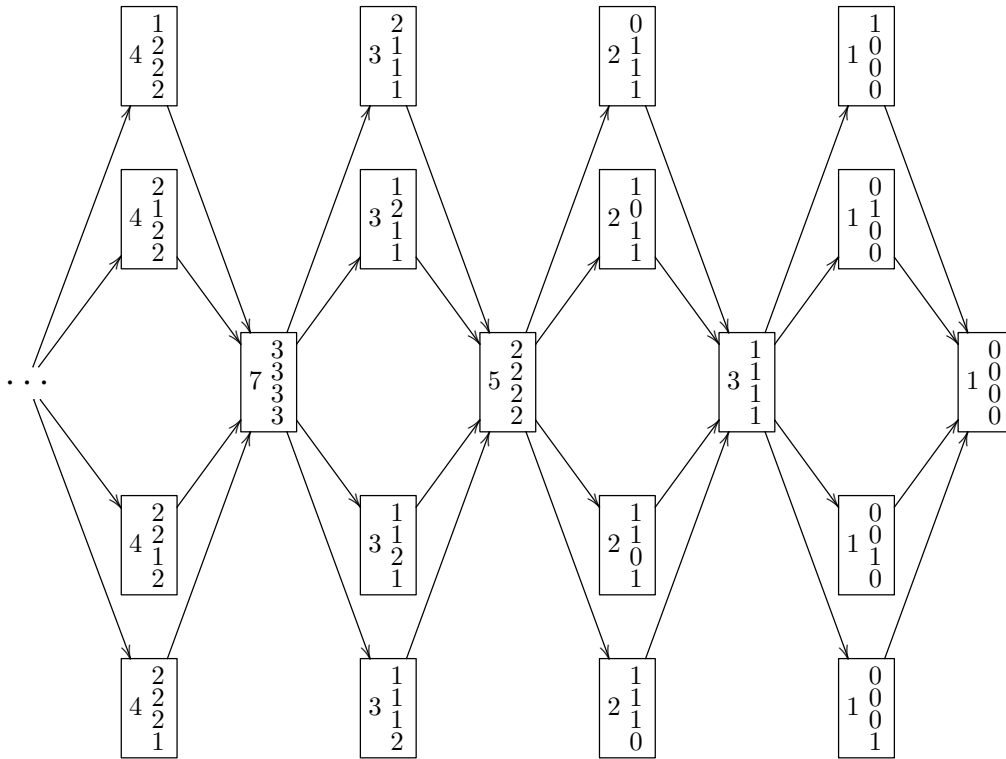 4 1 2 2 2
3 2 1 1 1
2 0 1 1 1
1 1 0 0 0
4 2 1 2 2
3 1 2 1 1
2 1 0 1 1
1 0 1 0 0
...
7 3 3 3 3
5 2 2 2 2
3 1 1 1 1
1 0 0 0 0
4 2 2 1 2
3 1 1 2 1
2 1 1 0 1
1 0 0 1 0
4 2 2 2 1
3 1 1 1 2
2 1 1 1 0
1 0 0 0 1